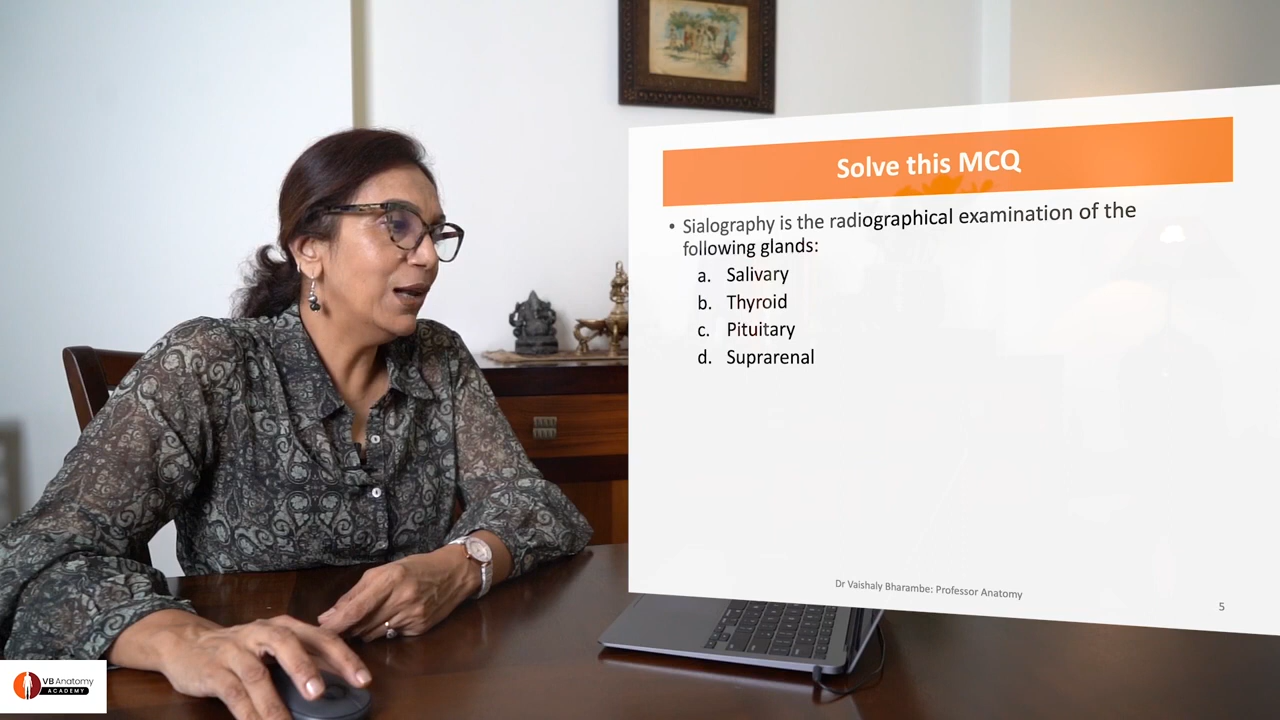 Solve this MCQ
• Sialography is the radiographical examination of the
following glands:
a. Salivary
b. Thyroid
c. Pituitary
d. Suprarenal
Dr Vaishaly Bharambe: Professor Anatomy
5
VB Anatomy
ACADEMY